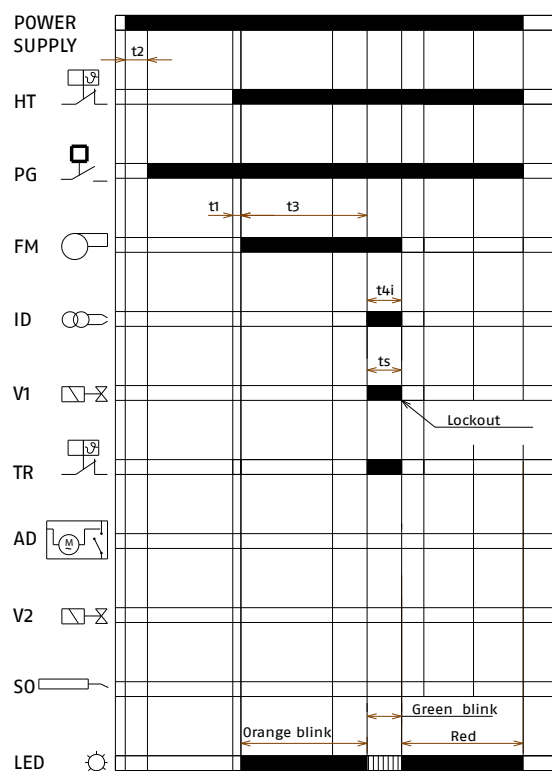 POWER
SUPPLY
t2
ϑ
HT
PG
t1
t3
FM
t4i
ID
ts
V1
Lockout
ϑ
TR
AD
M
~
V2
SO
Green blink
Orange blink
Red
LED